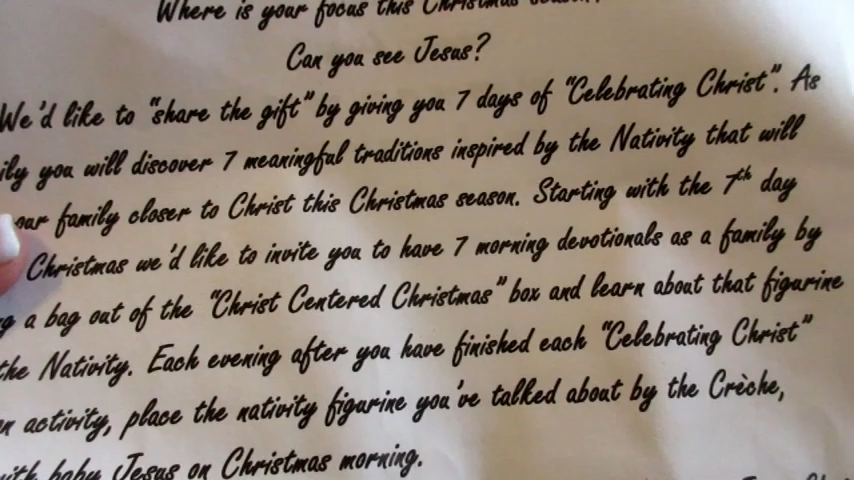 Where is your focus this Christmas season?
Can you see Jesus?
We'd like to "share the gift" by giving you 7 days of "Celebrating Christ". As
ily you will discover 7 meaningful traditions inspired by the Nativity that will
our family closer to Christ this Christmas season. Starting with the 7th day
Christmas we'd like to invite you to have 7 morning devotionals as a family by
g a bag out of the "Christ Centered Christmas" box and learn about that figurine
the Nativity. Each evening after you have finished each "Celebrating Christ"
n activity, place the nativity figurine you've talked about by the Crèche,
with baby Jesus on Christmas morning.